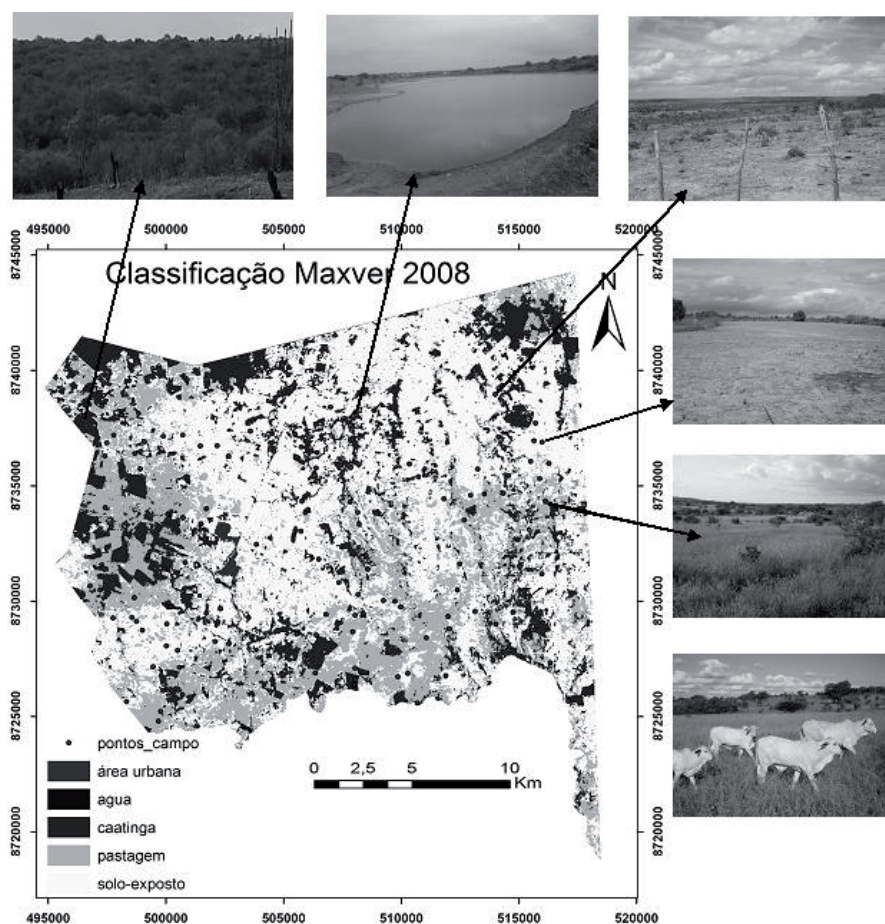 495000 500000 505000 510000 515000 520000
8745000
Classificação Maxver 2008
N
8740000 8740000
8735000 8735000
8730000 8730000
8725000 8725000
8720000 8720000
8745000
pontos_campo
área urbana
agua
caatinga
pastagem
solo-exposto
0 2,5 5 10
Km
495000 500000 505000 510000 515000 520000